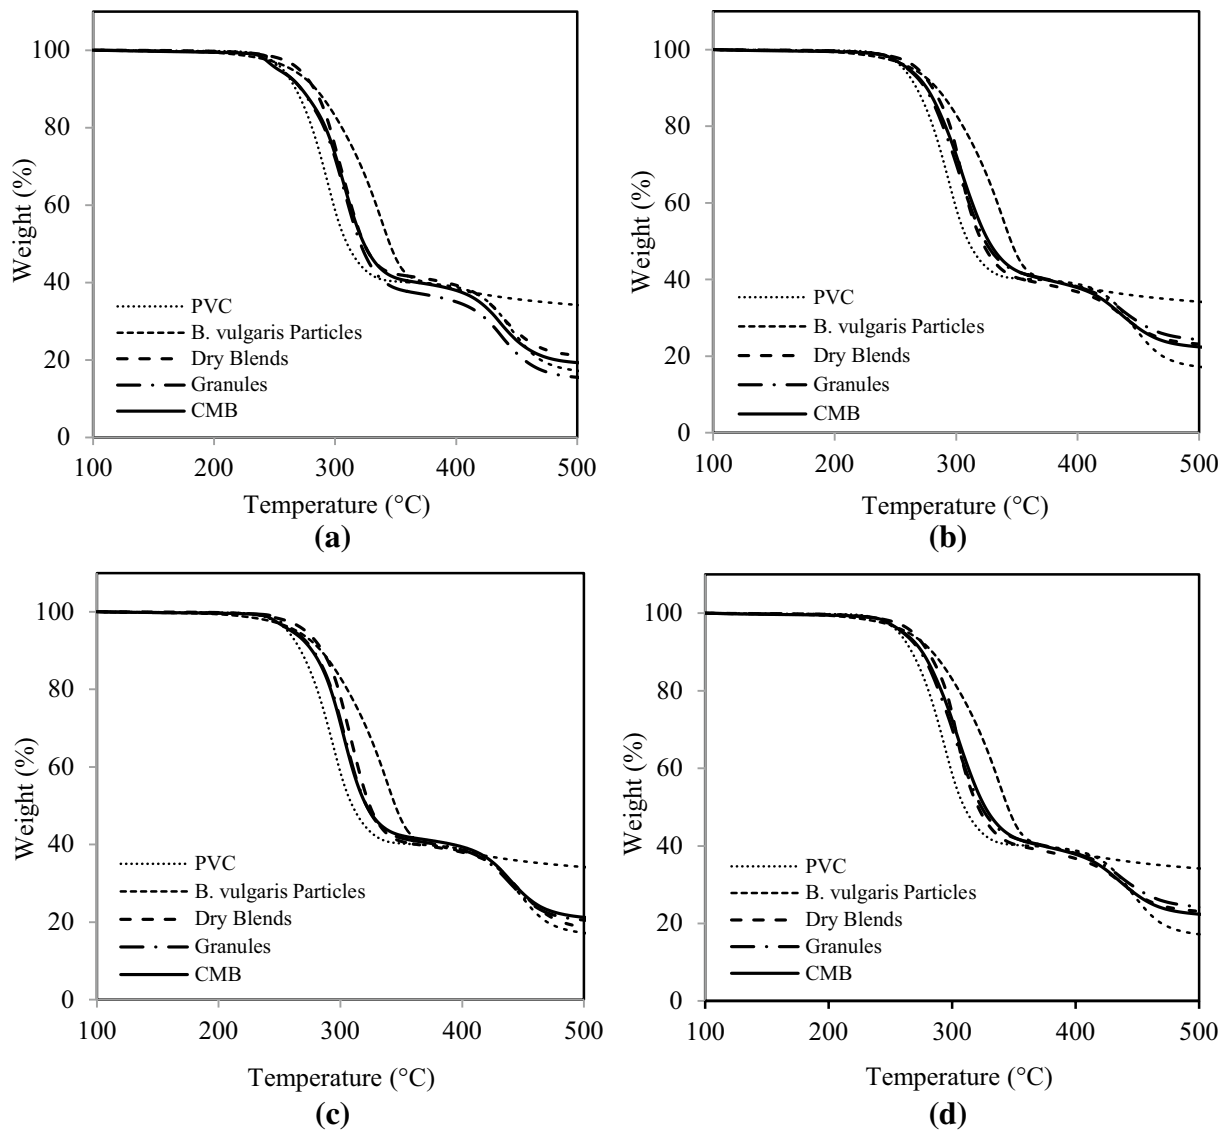 100
80
60
40
20
0
Weight (%)
PVC
B. vulgaris Particles
Dry Blends
Granules
CMB
100 200 300 400 500
Temperature (°C)
(a)
100
80
60
40
20
0
Weight (%)
PVC
B. vulgaris Particles
Dry Blends
Granules
CMB
100 200 300 400 500
Temperature (°C)
(b)
100
80
60
40
20
0
Weight (%)
PVC
B. vulgaris Particles
Dry Blends
Granules
CMB
100 200 300 400 500
Temperature (°C)
(c)
100
80
60
40
20
0
Weight (%)
PVC
B. vulgaris Particles
Dry Blends
Granules
CMB
100 200 300 400 500
Temperature (°C)
(d)